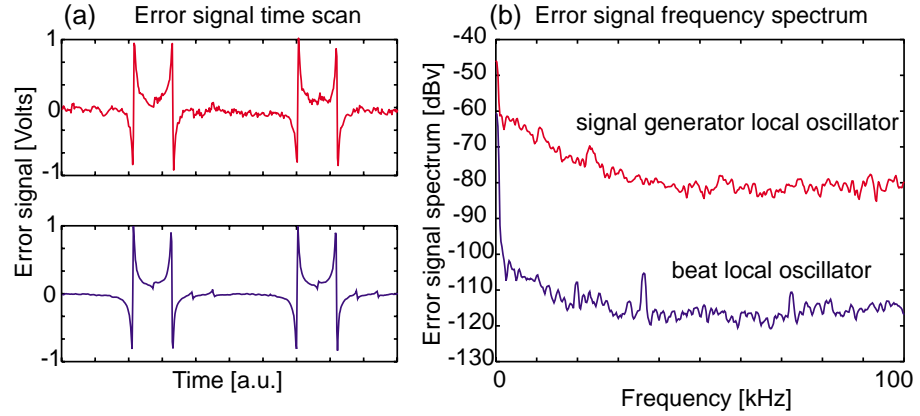 (a) Error signal time scan
1
0
-1
1
0
-1
Error signal [Volts]
Time [a.u.]
(b) Error signal frequency spectrum
-40
-50
-60
-70
-80
-90
-100
-110
-120
-130
Error signal spectrum [dBv]
signal generator local oscillator
beat local oscillator
0
100
Frequency [kHz]